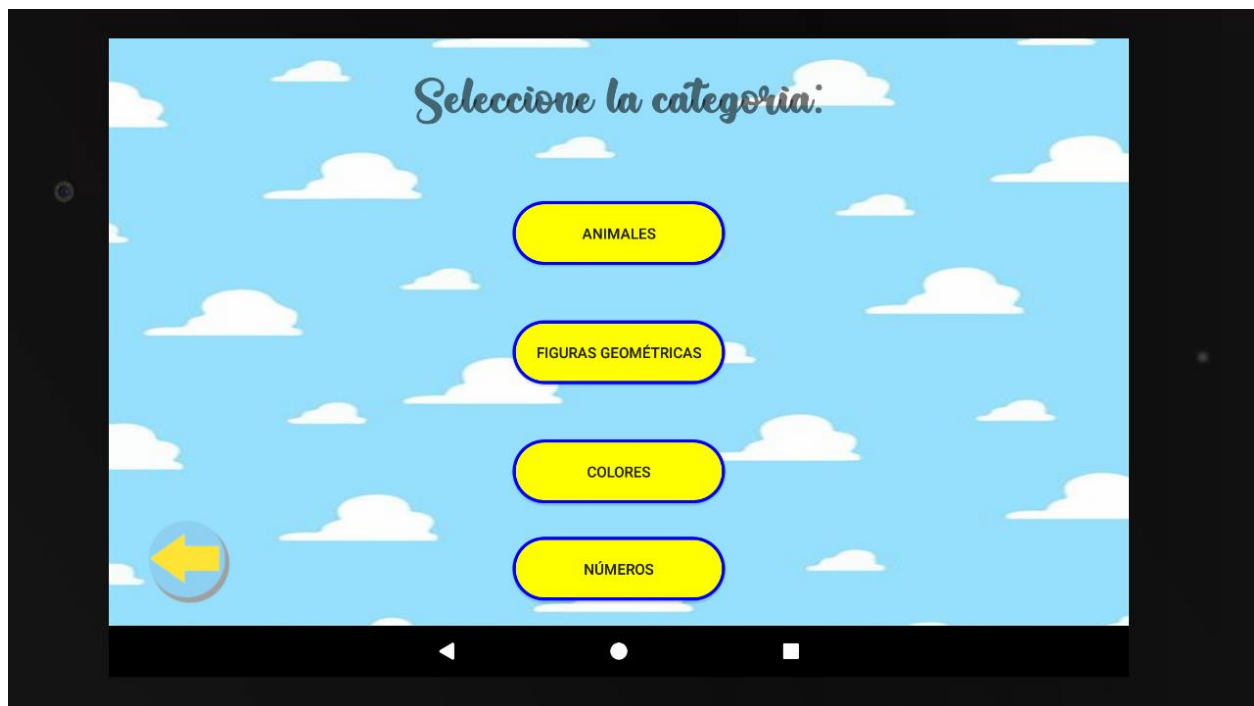 Seleccione la categoria:
ANIMALES
FIGURAS GEOMÉTRICAS
COLORES
NÚMEROS